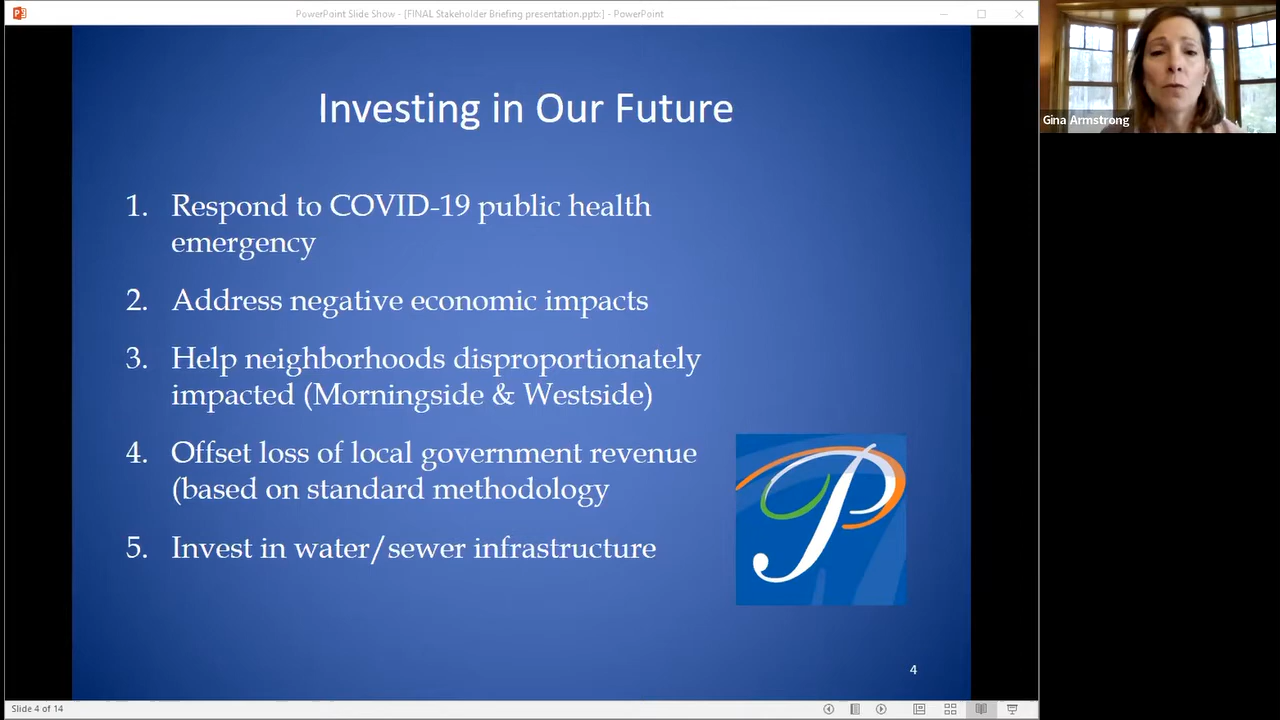 PowerPoint Slide Show - [FINAL Stakeholder Briefing presentation.pptx] - PowerPoint
Gina Armstrong
Investing in Our Future
1. Respond to COVID-19 public health
emergency
2. Address negative economic impacts
3. Help neighborhoods disproportionately
impacted (Morningside & Westside)
4. Offset loss of local government revenue
(based on standard methodology
5. Invest in water/sewer infrastructure
P
4
Slide 4 of 14